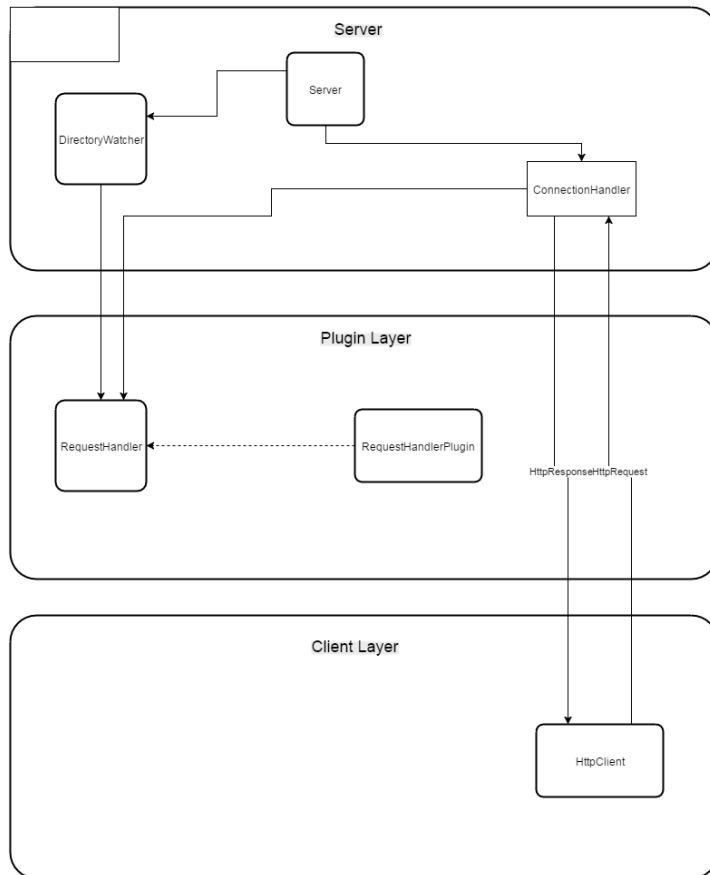 Server
Server
DirectoryWatcher
ConnectionHandler
Plugin Layer
RequestHandler
RequestHandlerPlugin
HttpResponseHttpRequest
Client Layer
HttpClient